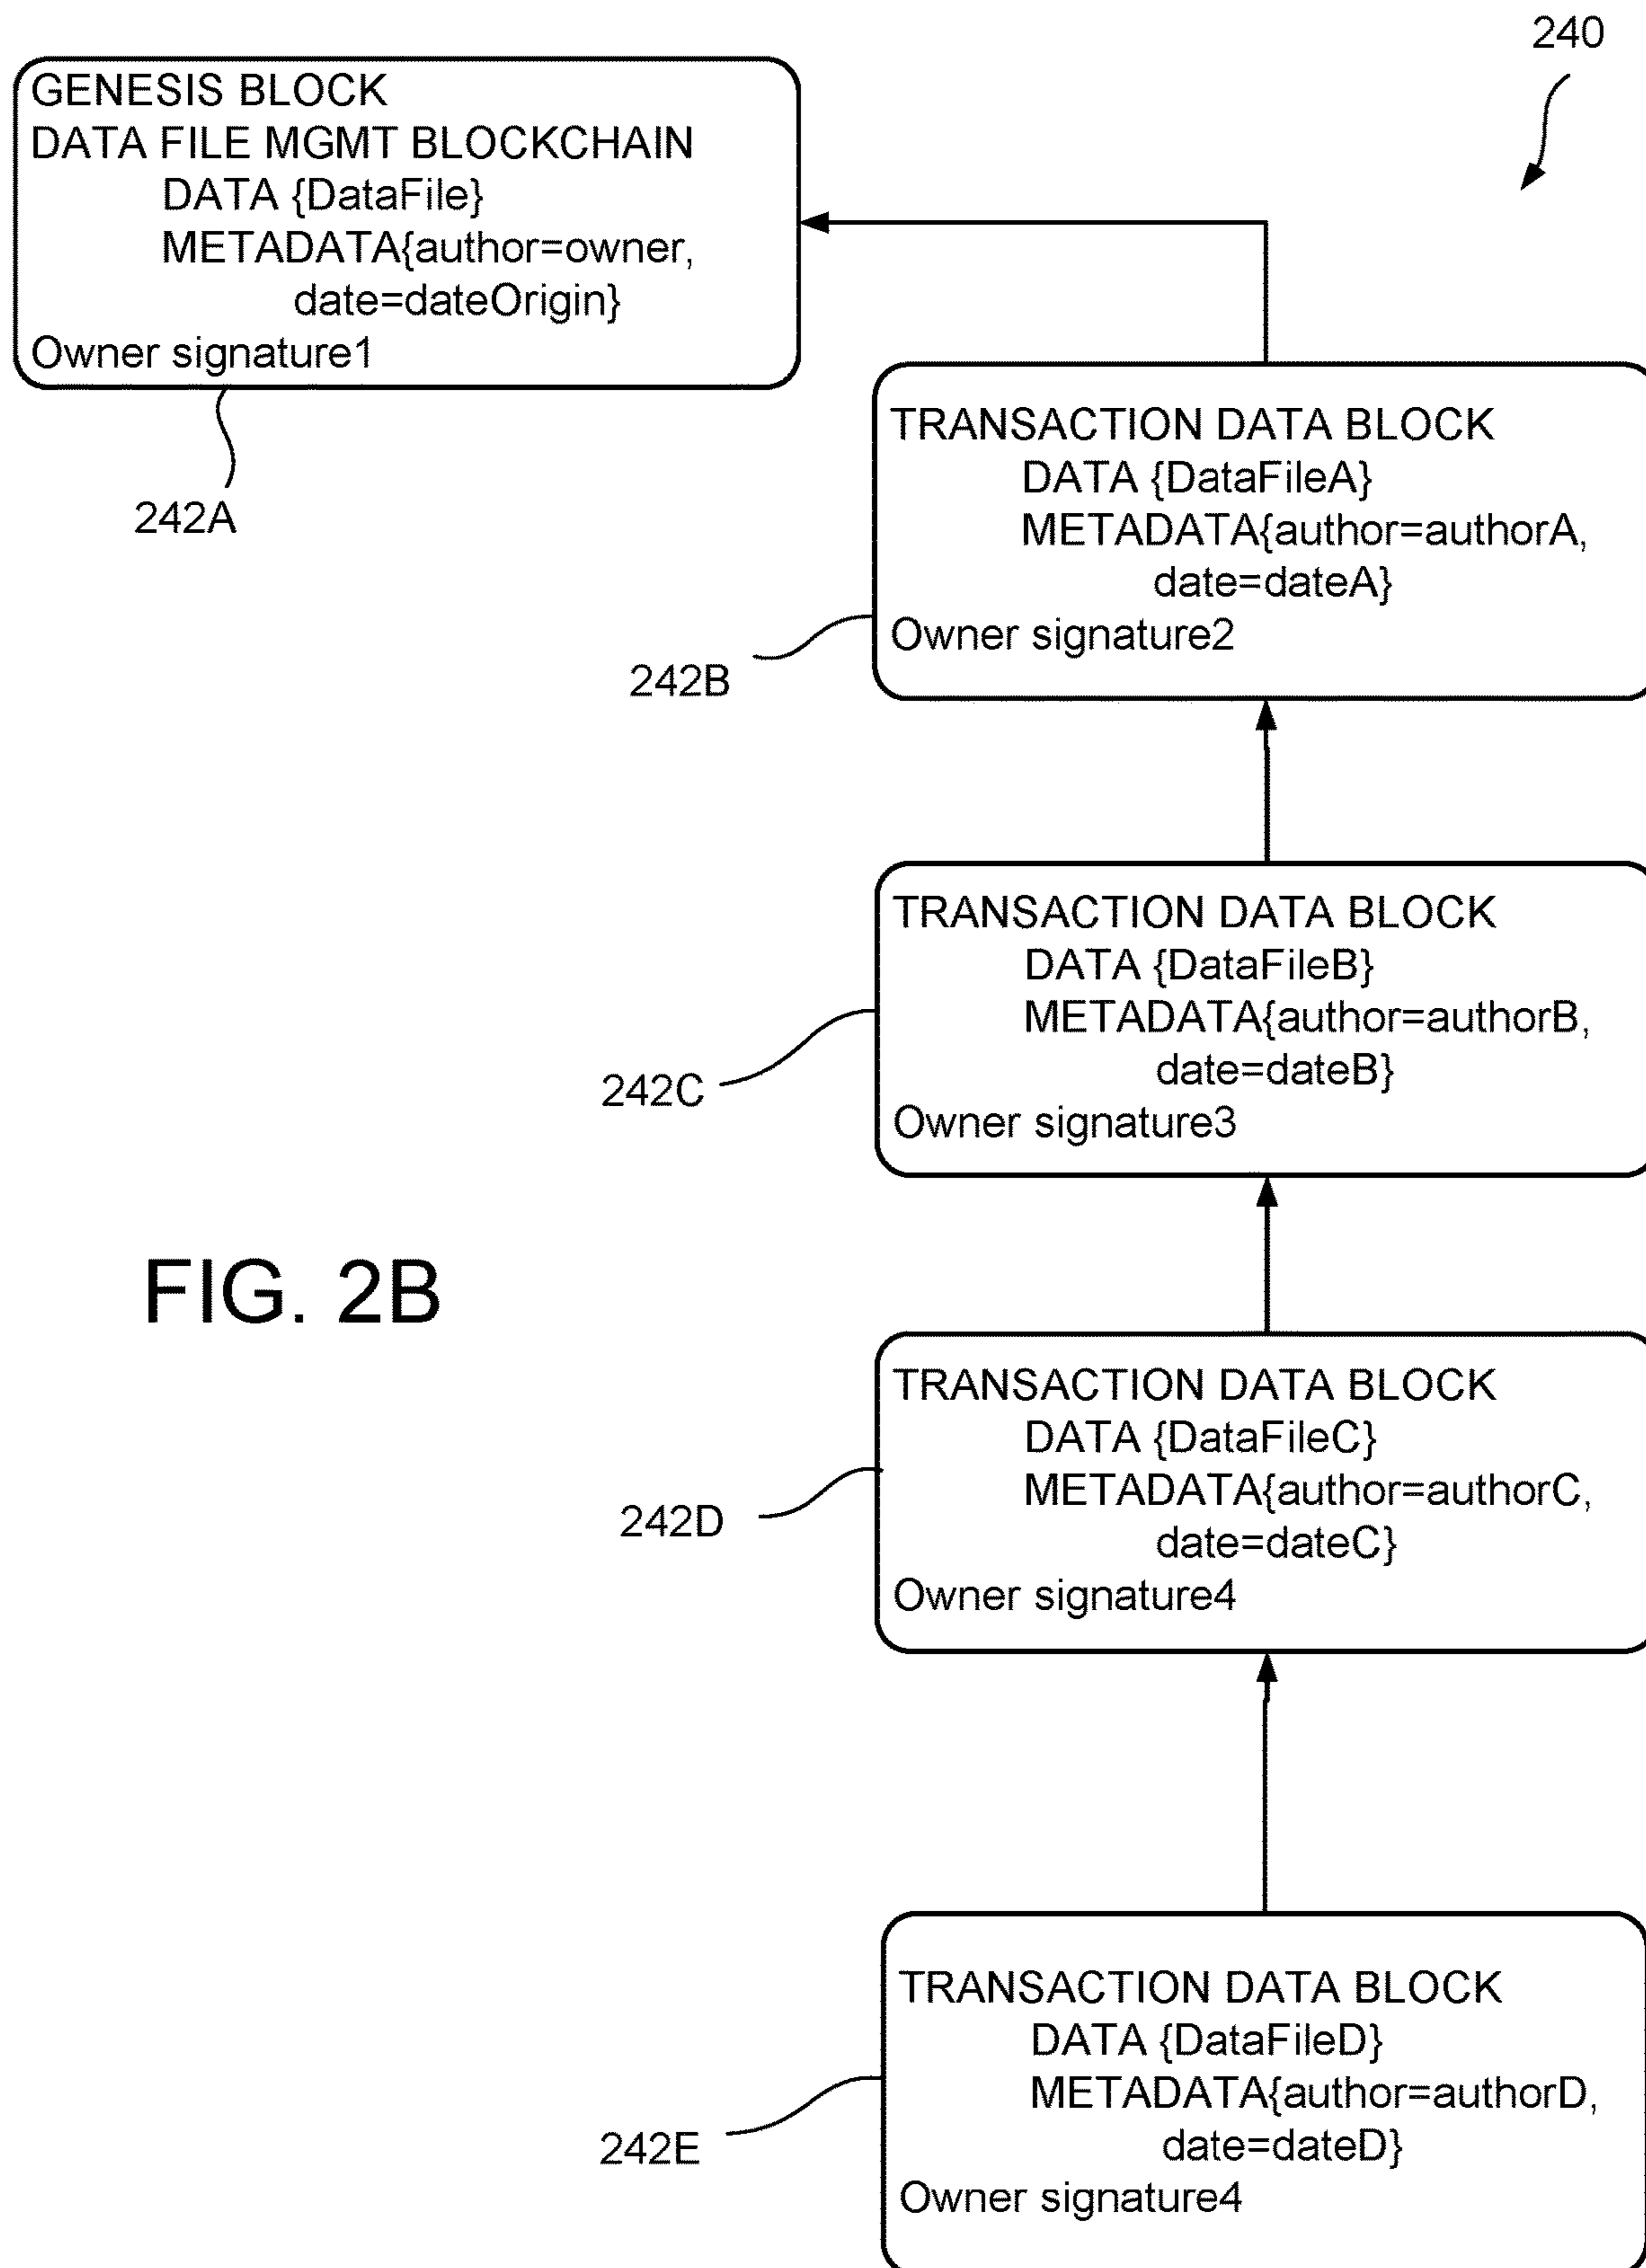 240
GENESIS BLOCK
DATA FILE MGMT BLOCKCHAIN
DATA {DataFile}
METADATA{author=owner,
date=dateOrigin}
Owner signature1
242A
TRANSACTION DATA BLOCK
DATA {DataFileA}
METADATA{author=authorA,
date=dateA}
Owner signature2
242B
TRANSACTION DATA BLOCK
DATA {DataFileB}
METADATA{author=authorB,
date=dateB}
Owner signature3
242C
FIG. 2B
TRANSACTION DATA BLOCK
DATA {DataFileC}
METADATA{author=authorC,
date=dateC}
Owner signature4
242D
TRANSACTION DATA BLOCK
DATA {DataFileD}
METADATA{author=authorD,
date=dateD}
Owner signature4
242E